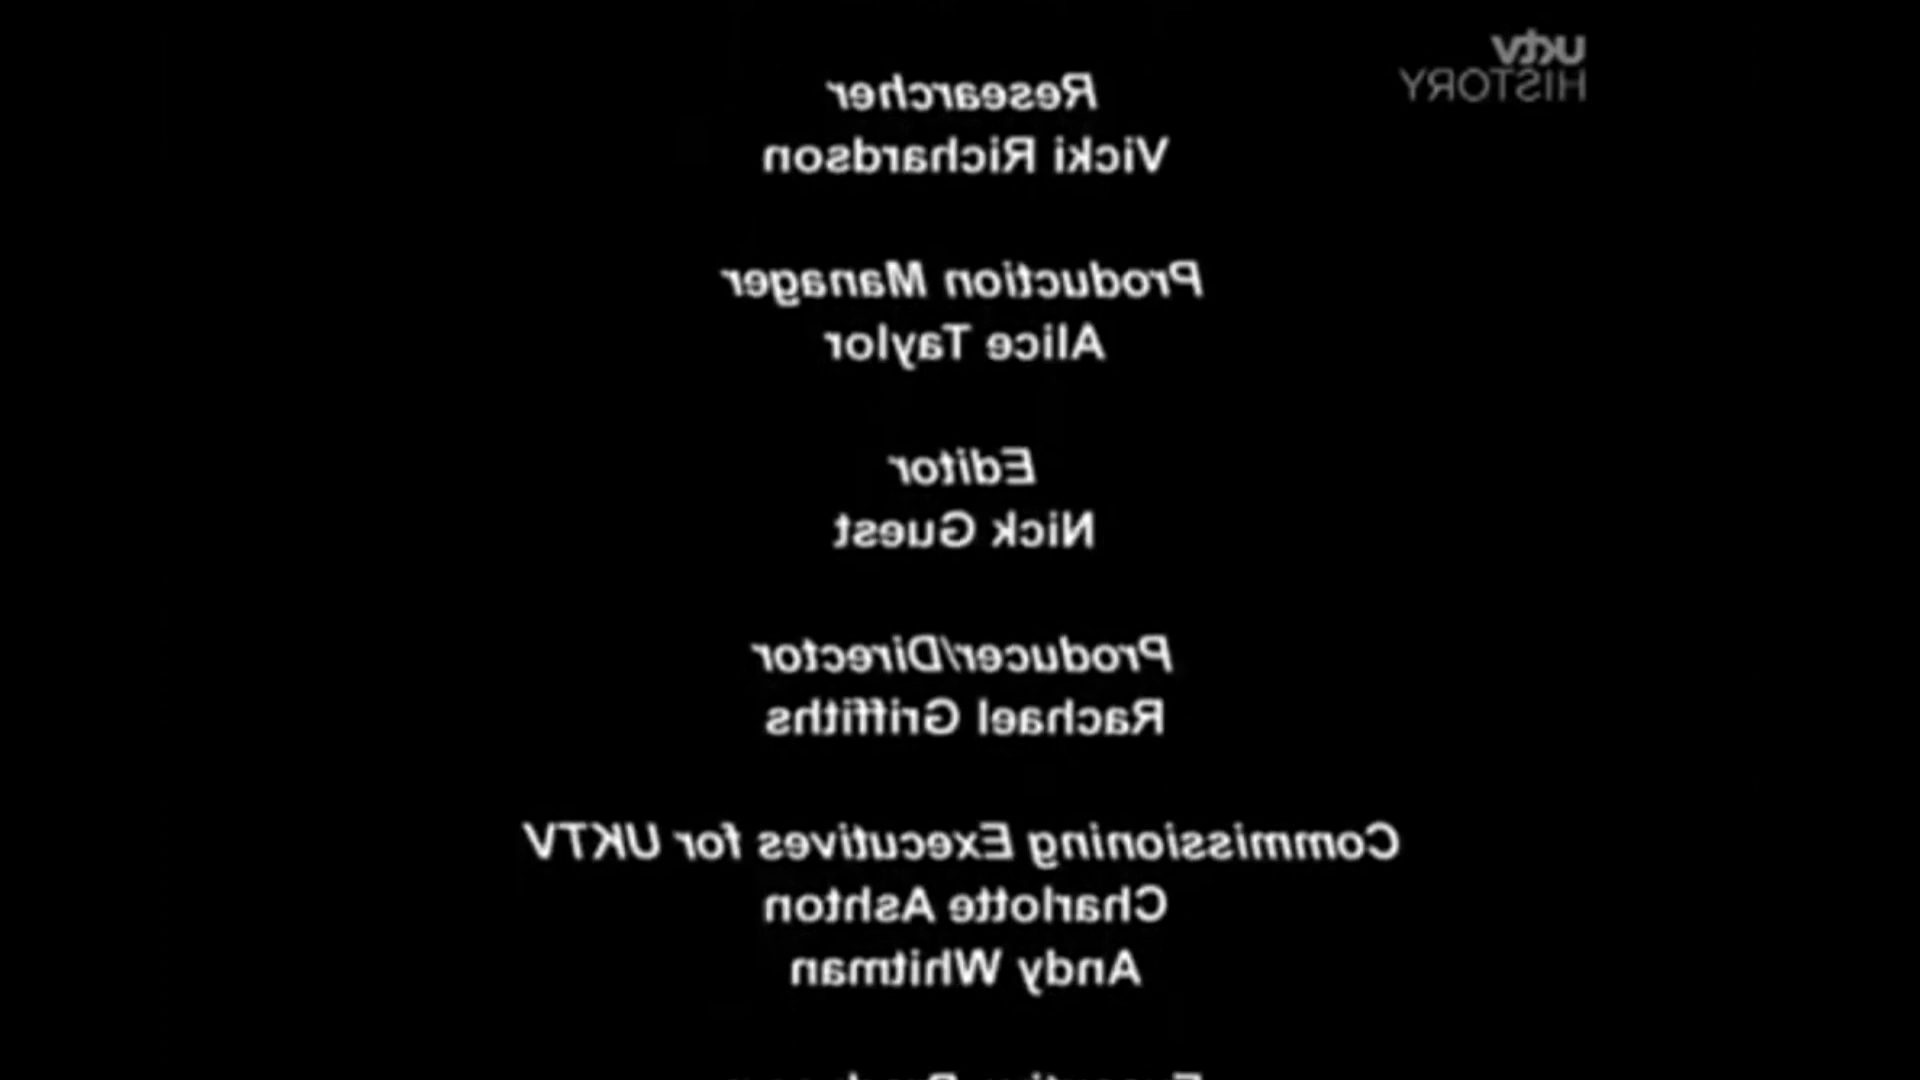 uktv
HISTORY
Researcher
Vicki Richardson
Production Manager
Alice Taylor
Editor
Nick Guest
Producer/Director
Rachael Griffiths
Commissioning Executives for UKTV
Charlotte Ashton
Andy Whitman